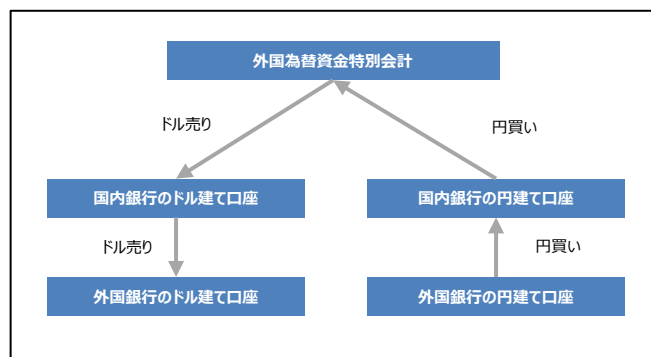 外国為替資金特別会計
ドル売り
円買い
国内銀行のドル建て口座
国内銀行の円建て口座
ドル売り
円買い
外国銀行のドル建て口座
外国銀行の円建て口座